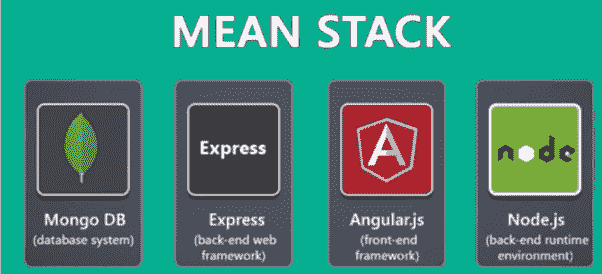 MEAN STACK
Express
node
Mongo DB
(database system)
Express
(back-end web
framework)
Angular.js
(front-end
framework)
Node.js
(back-end runtime
environment)